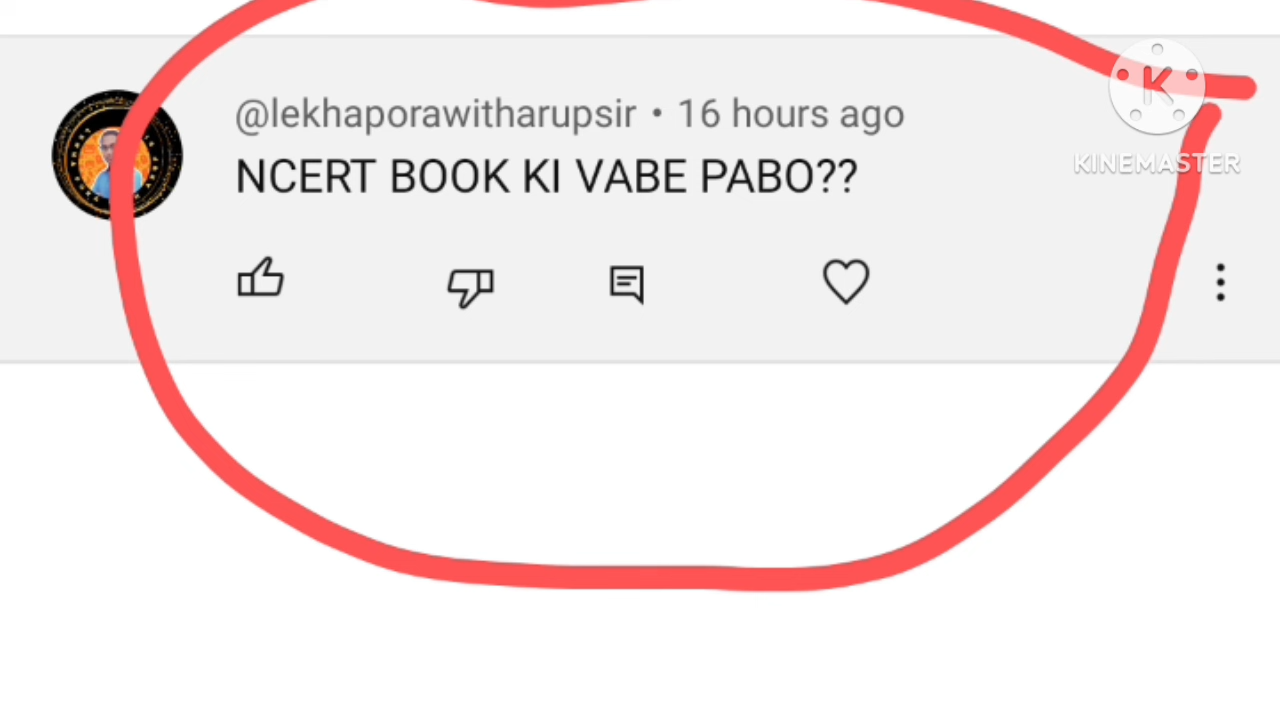 @lekhaporawitharupsir • 16 hours ago
NCERT BOOK KI VABE PABO??
K
KINEMASTER